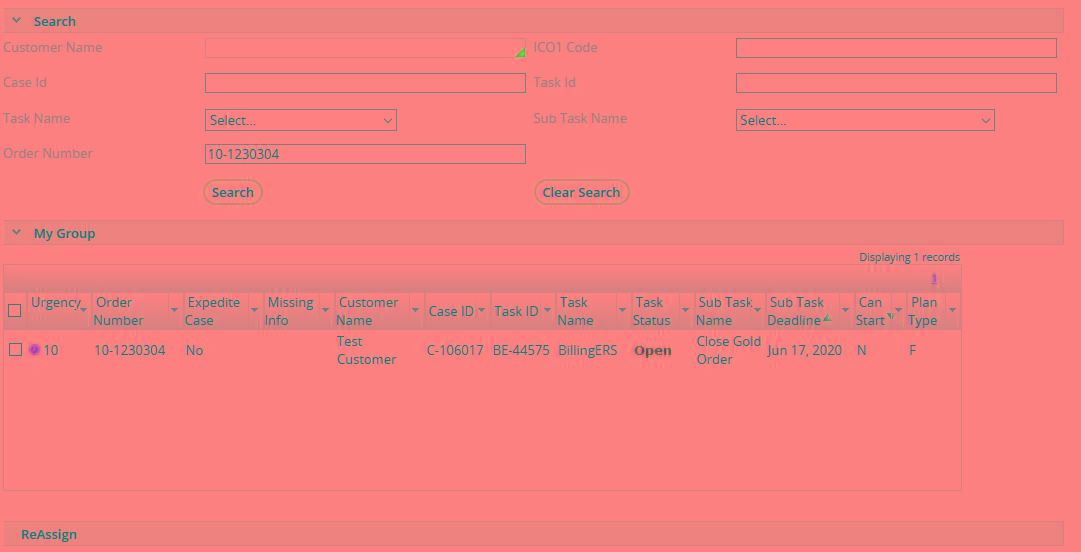 Search
Customer Name ICO1 Code
Case Id Task Id
Task Name Select... Sub Task Name Select...
Order Number 10-1230304
Search Clear Search
My Group
Displaying 1 records
1
Urgency Order Number Expedite Case Missing Info Customer Name Case ID Task ID Task Name Task Status Sub Task Name Sub Task Deadline Can Start Plan Type
10 10-1230304 No Test Customer C-106017 BE-44575 BillingERS Open Close Gold Order Jun 17, 2020 N F
ReAssign